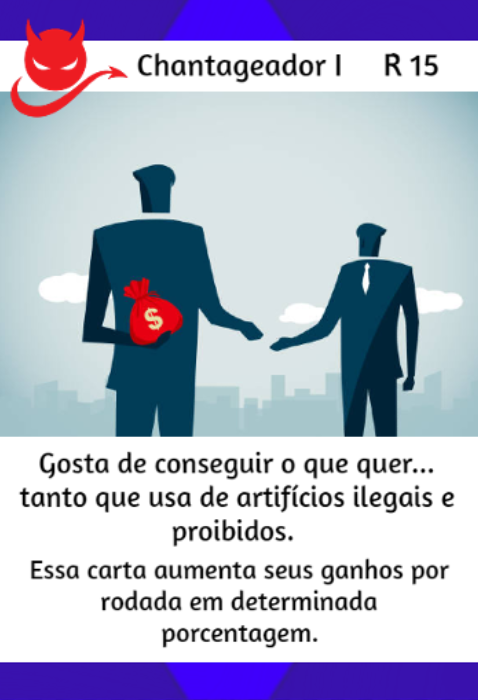 Chantageador I R 15
$
Gosta de conseguir o que quer...
tanto que usa de artifícios ilegais e
proibidos.
Essa carta aumenta seus ganhos por
rodada em determinada
porcentagem.